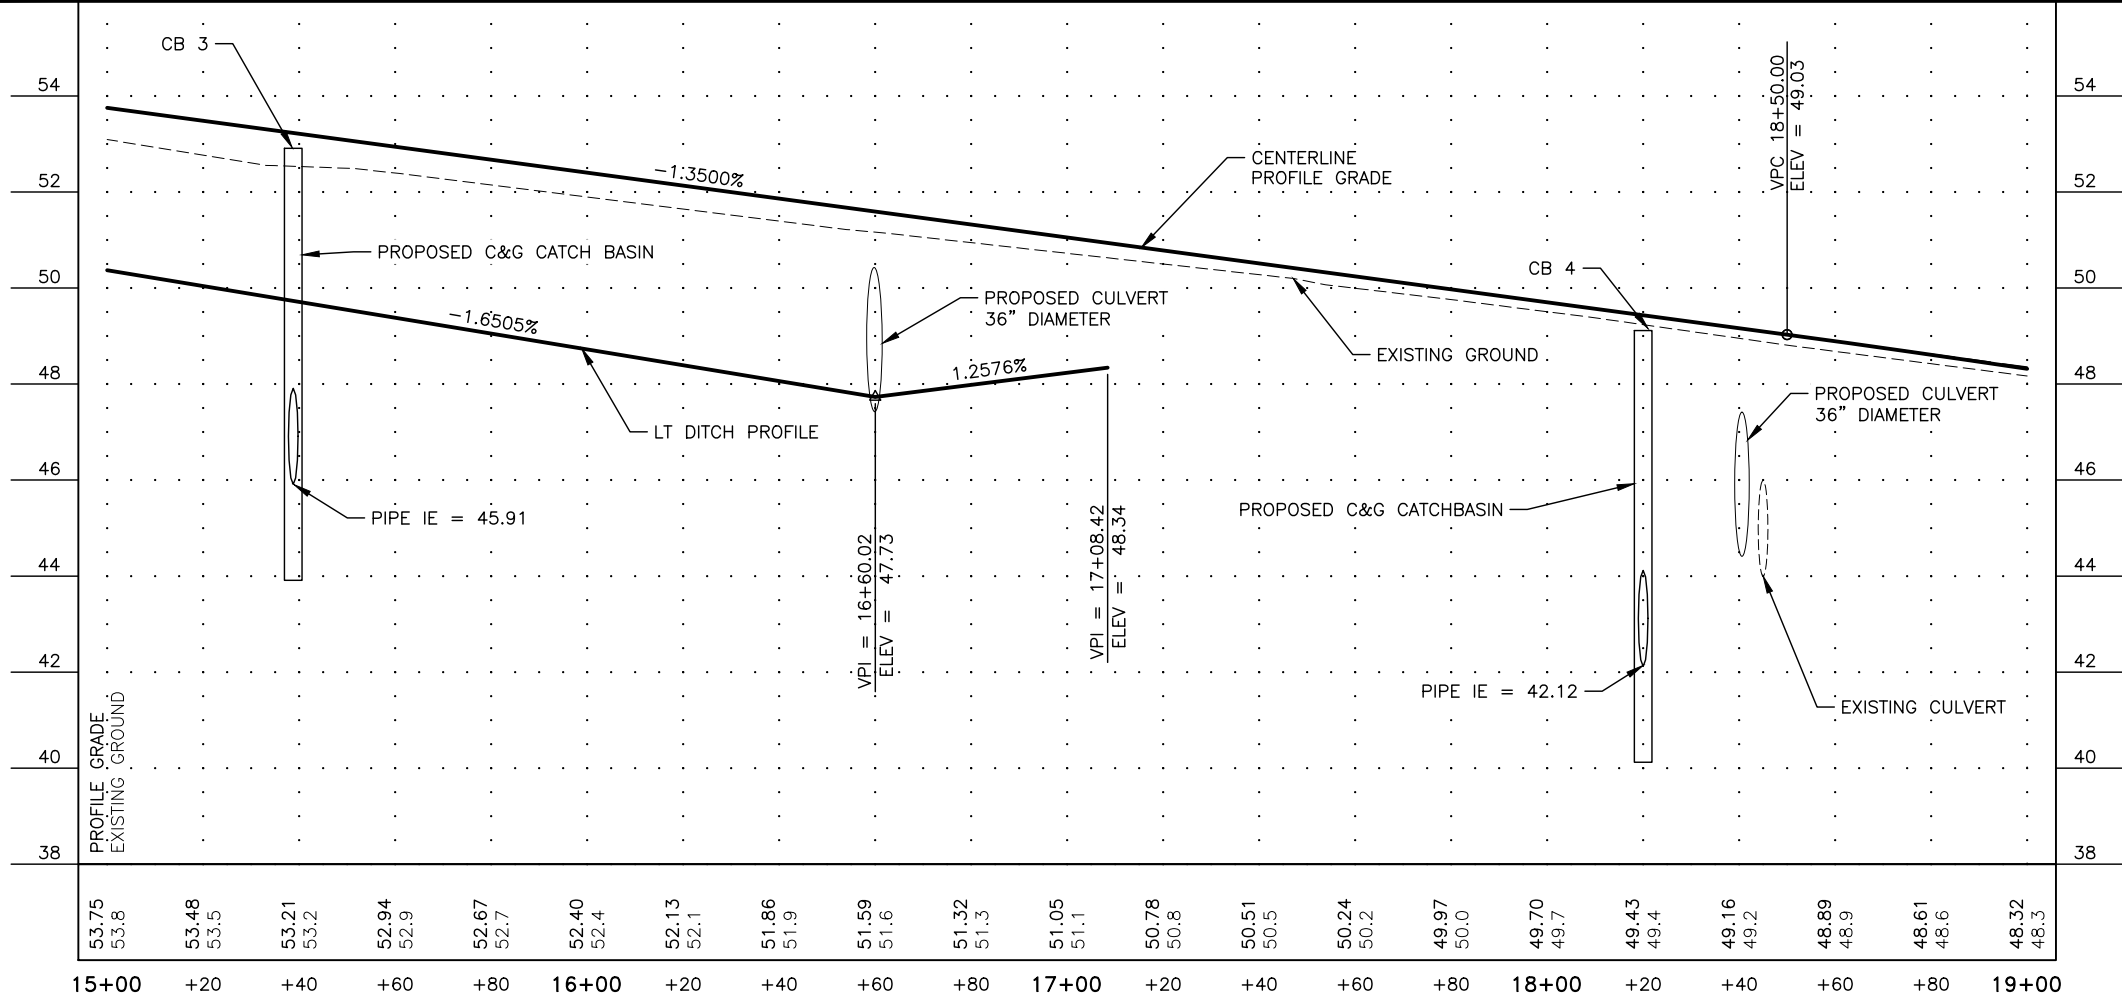 CB 3
54
54
VPC 18+50.00
ELEV = 49.03
-1.3500%
CENTERLINE
PROFILE GRADE
52
52
PROPOSED C&G CATCH BASIN
50
50
CB 4
-1.6505%
PROPOSED CULVERT
36" DIAMETER
EXISTING GROUND
1.2576%
48
48
PROPOSED CULVERT
36" DIAMETER
LT DITCH PROFILE
46
46
PIPE IE = 45.91
PROPOSED C&G CATCHBASIN
VPI = 16+60.02
ELEV = 47.73
VPI = 17+08.42
ELEV = 48.34
44
44
42
42
PIPE IE = 42.12
EXISTING CULVERT
40
40
PROFILE GRADE
EXISTING GROUND
38
38
53.75
53.8
53.48
53.5
53.21
53.2
52.94
52.9
52.67
52.7
52.40
52.4
52.13
52.1
51.86
51.9
51.59
51.6
51.32
51.3
51.05
51.1
50.78
50.8
50.51
50.5
50.24
50.2
49.97
50.0
49.70
49.7
49.43
49.4
49.16
49.2
48.89
48.9
48.61
48.6
48.32
48.3
15+00 +20 +40 +60 +80 16+00 +20 +40 +60 +80 17+00 +20 +40 +60 +80 18+00 +20 +40 +60 +80 19+00